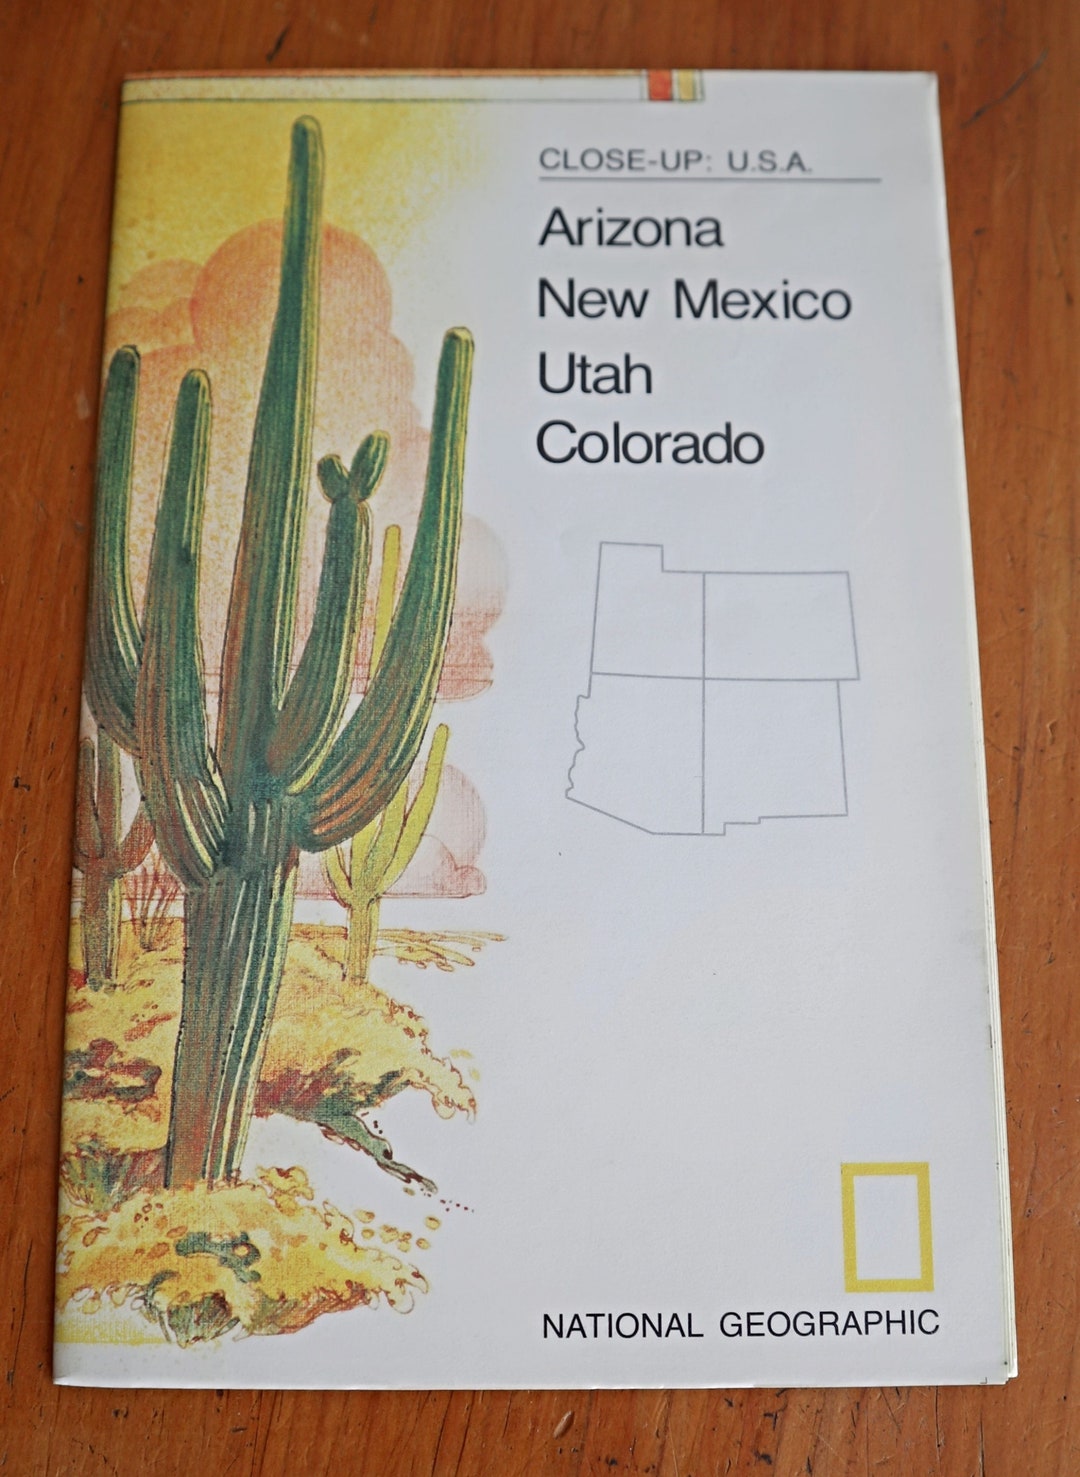 CLOSE-UP: U.S.A.
Arizona
New Mexico
Utah
Colorado
NATIONAL GEOGRAPHIC